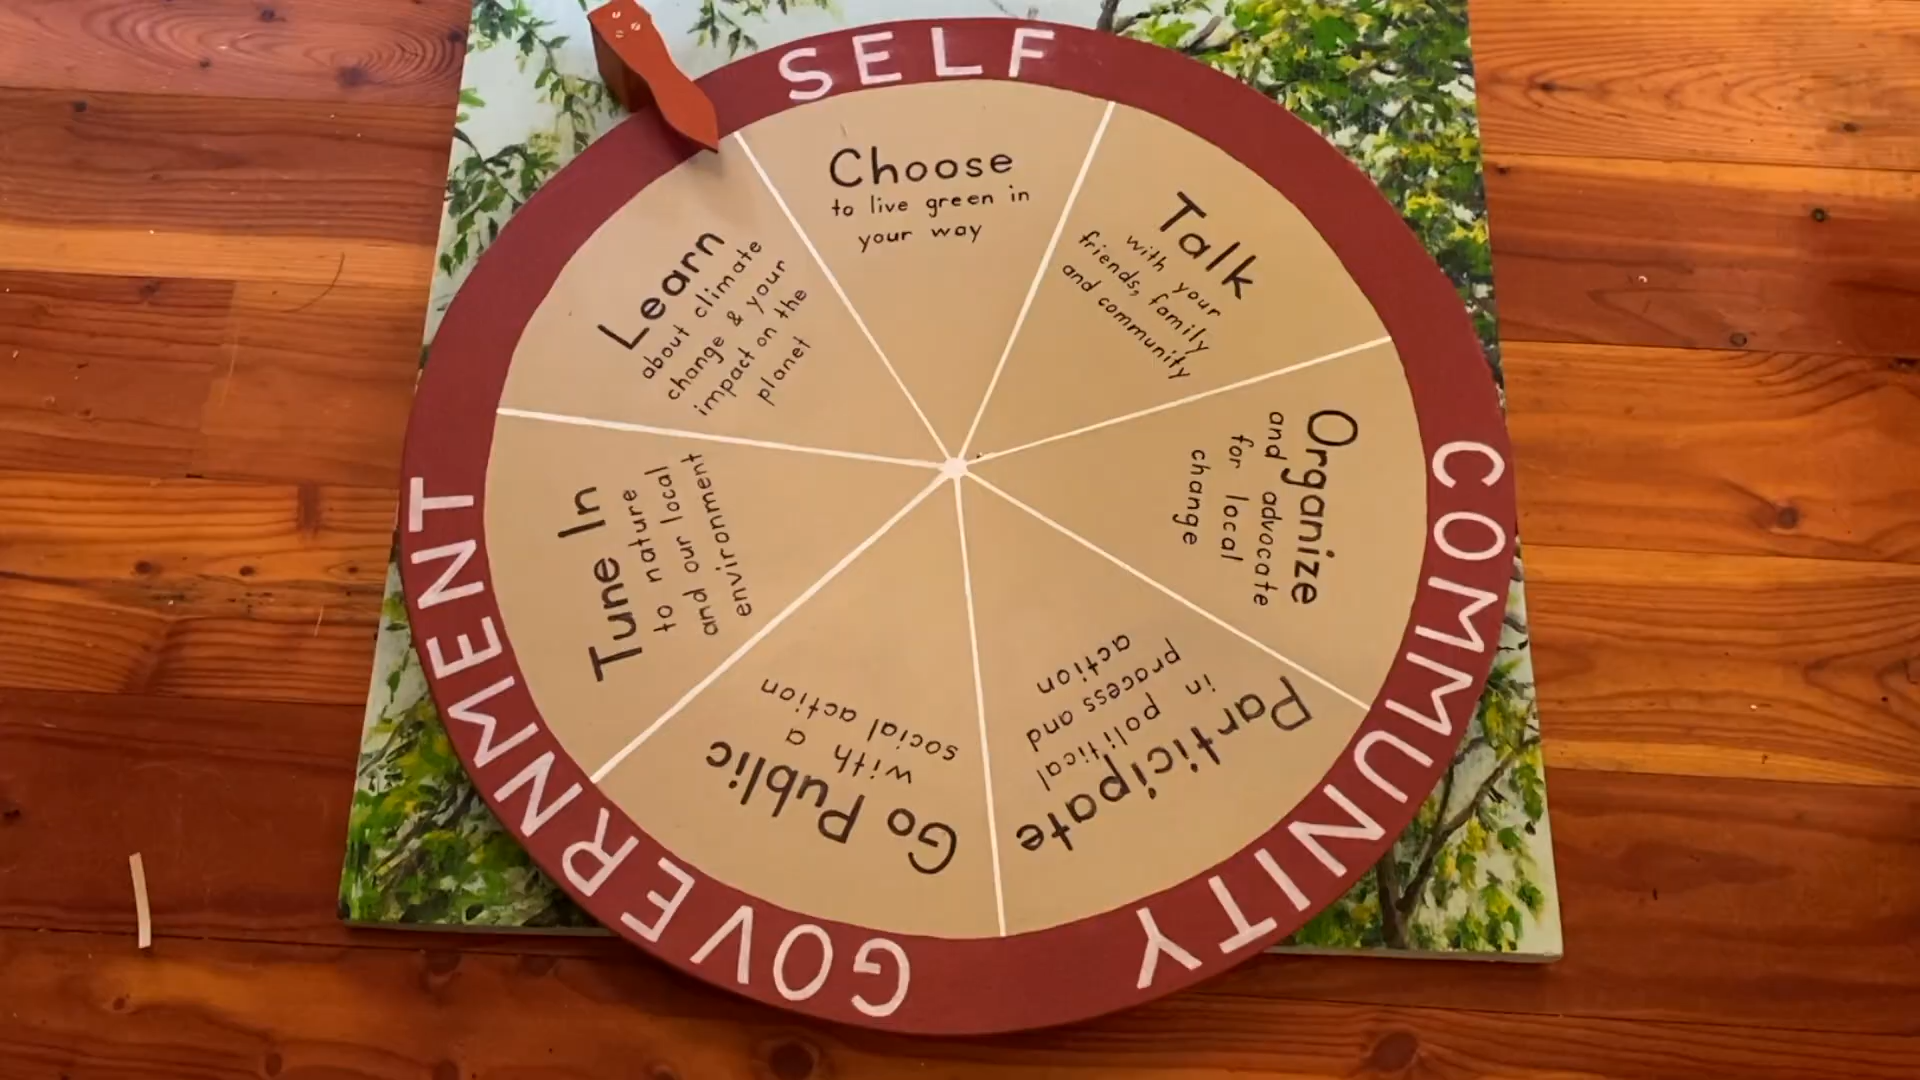 SELF
COMMUNITY
GOVERNMENT
Choose
to live green in
your way
Talk
with your
friends, family
and community
Organize
and advocate
for local
change
Participate
in political
process and
action
Go Public
with a
social action
Tune In
to nature
and our local
environment
Learn
about climate
change & your
impact on the
planet